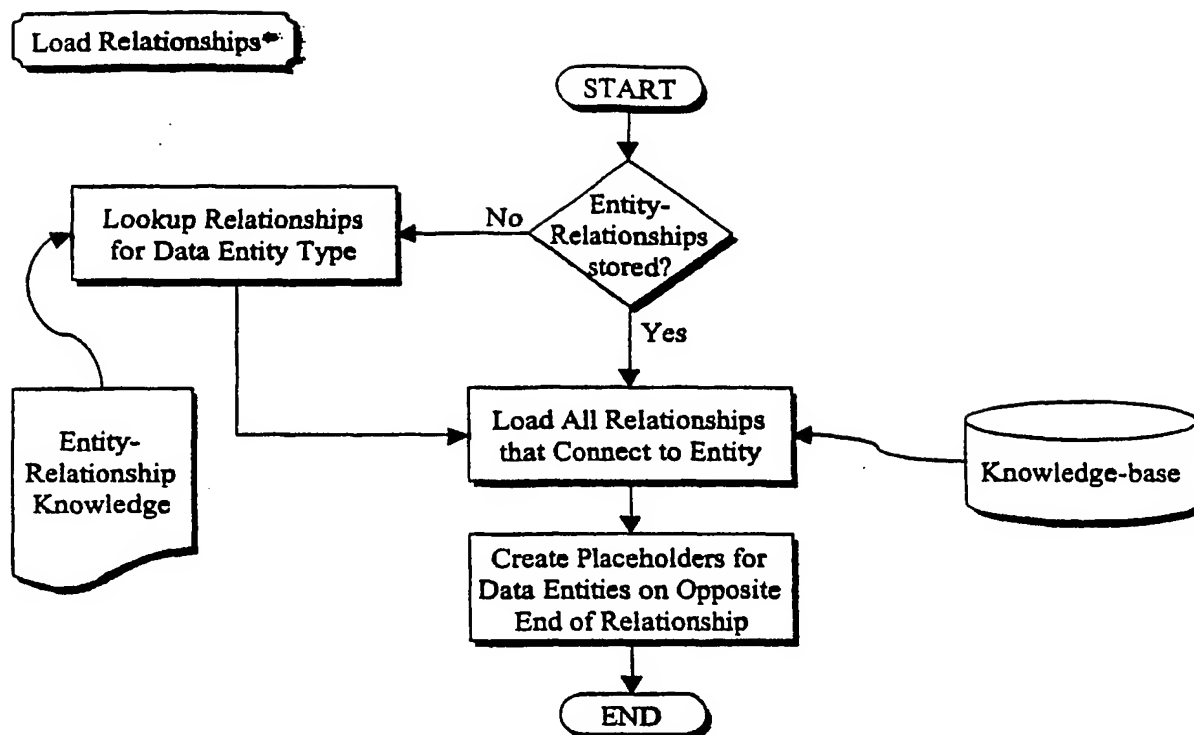 Load Relationships
START
Entity-
Relationships
stored?
No
Yes
Lookup Relationships
for Data Entity Type
Entity-
Relationship
Knowledge
Load All Relationships
that Connect to Entity
Knowledge-base
Create Placeholders for
Data Entities on Opposite
End of Relationship
END